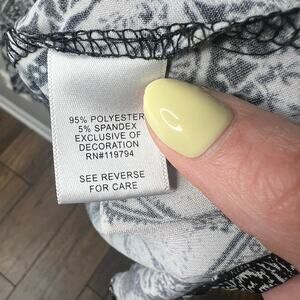 95% POLYESTER
5% SPANDEX
EXCLUSIVE OF
DECORATION
RN#119794
SEE REVERSE
FOR CARE